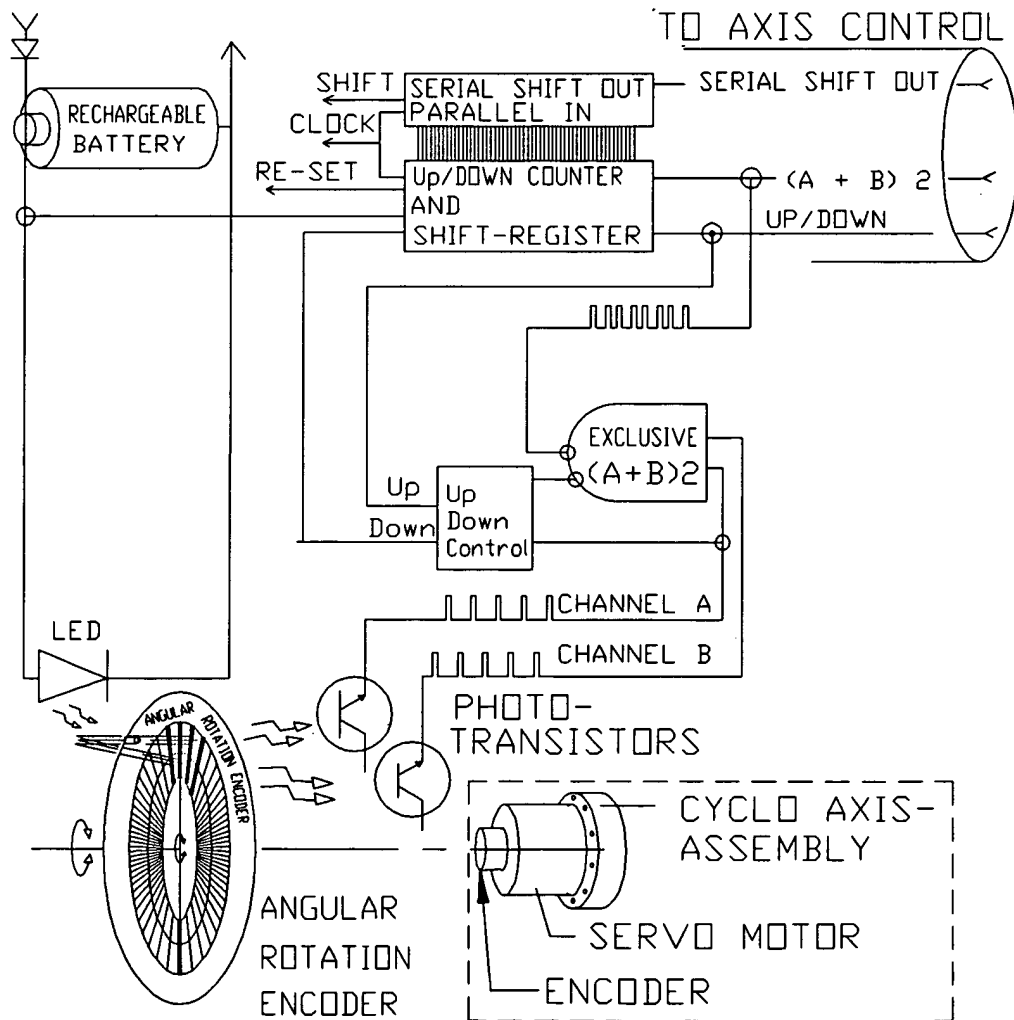 TO AXIS CONTROL
SHIFT
SERIAL SHIFT OUT
PARALLEL IN
SERIAL SHIFT OUT
RECHARGEABLE
BATTERY
CLOCK
RE-SET
Up/DOWN COUNTER
AND
SHIFT-REGISTER
(A + B) 2
UP/DOWN
EXCLUSIVE
(A+B)2
Up
Down
Up
Down
Control
CHANNEL A
CHANNEL B
LED
PHOTO-
TRANSISTORS
ANGULAR ROTATION ENCODER
CYCLO AXIS-
ASSEMBLY
SERVO MOTOR
ENCODER
ANGULAR
ROTATION
ENCODER